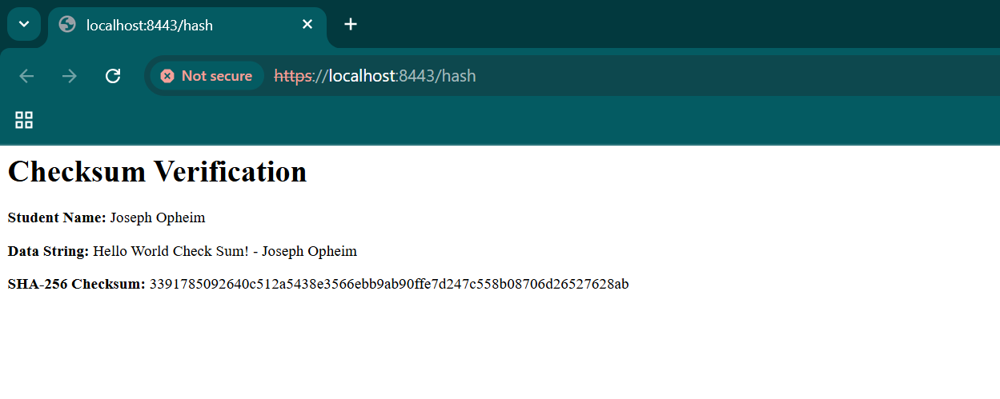 localhost:8443/hash
Not secure https://localhost:8443/hash
Checksum Verification
Student Name: Joseph Opheim
Data String: Hello World Check Sum! - Joseph Opheim
SHA-256 Checksum: 3391785092640c512a5438e3566ebb9ab90ffe7d247c558b08706d26527628ab